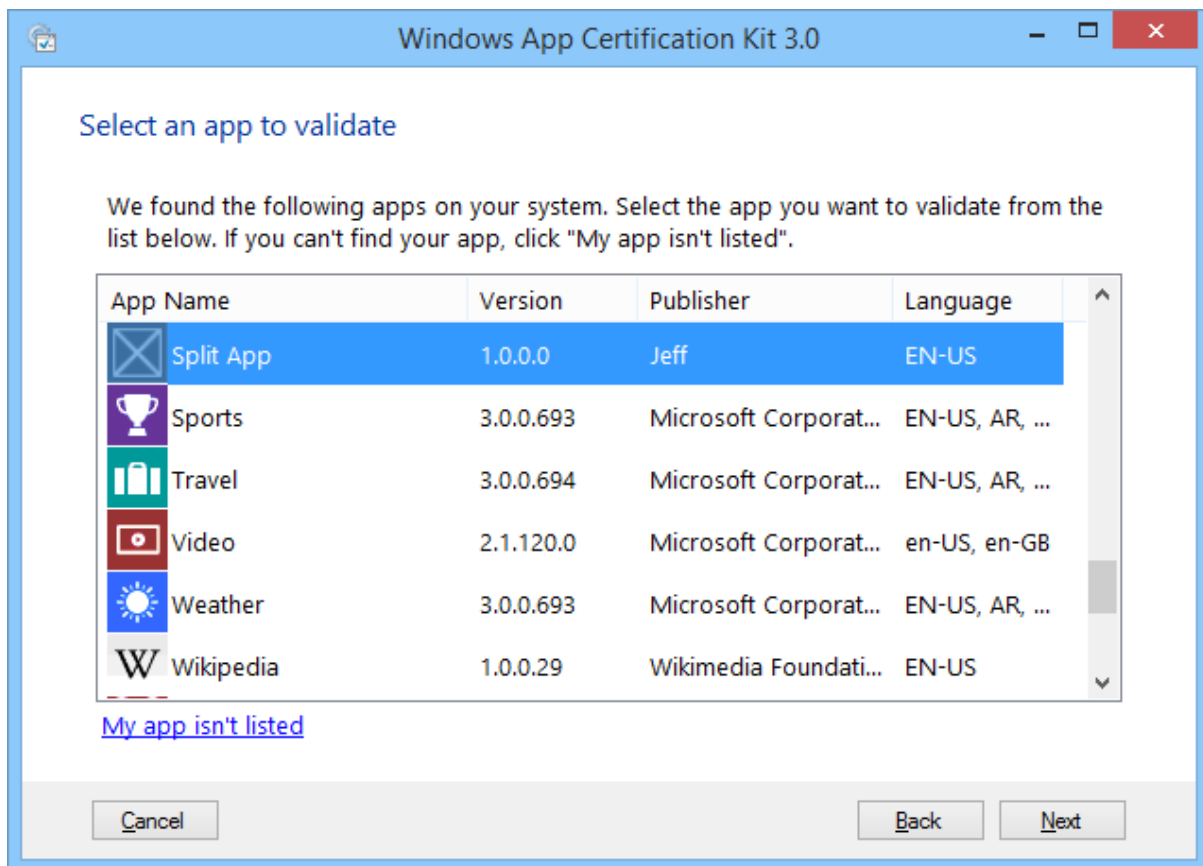 Windows App Certification Kit 3.0
Select an app to validate
We found the following apps on your system. Select the app you want to validate from the
list below. If you can't find your app, click "My app isn't listed".
App Name Version Publisher Language
Split App 1.0.0.0 Jeff EN-US
Sports 3.0.0.693 Microsoft Corporat... EN-US, AR, ...
Travel 3.0.0.694 Microsoft Corporat... EN-US, AR, ...
Video 2.1.120.0 Microsoft Corporat... en-US, en-GB
Weather 3.0.0.693 Microsoft Corporat... EN-US, AR, ...
W Wikipedia 1.0.0.29 Wikimedia Foundati... EN-US
My app isn't listed
Cancel Back Next